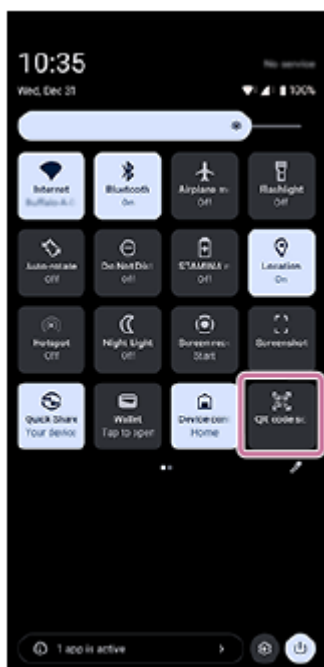 10:35
No service
Wed, Dec 31
100%
Internet
Bluetooth
On
Airplane m
Off
Flashlight
Off
Auto-rotate
Off
Do Not Dist
Off
STAMINA
Off
Location
On
Hotspot
Off
Night Light
Off
Screen rec
Start
Screenshot
Quick Share
Your device
Wallet
Tap to open
Device con
Home
QR code sc
1 app is active